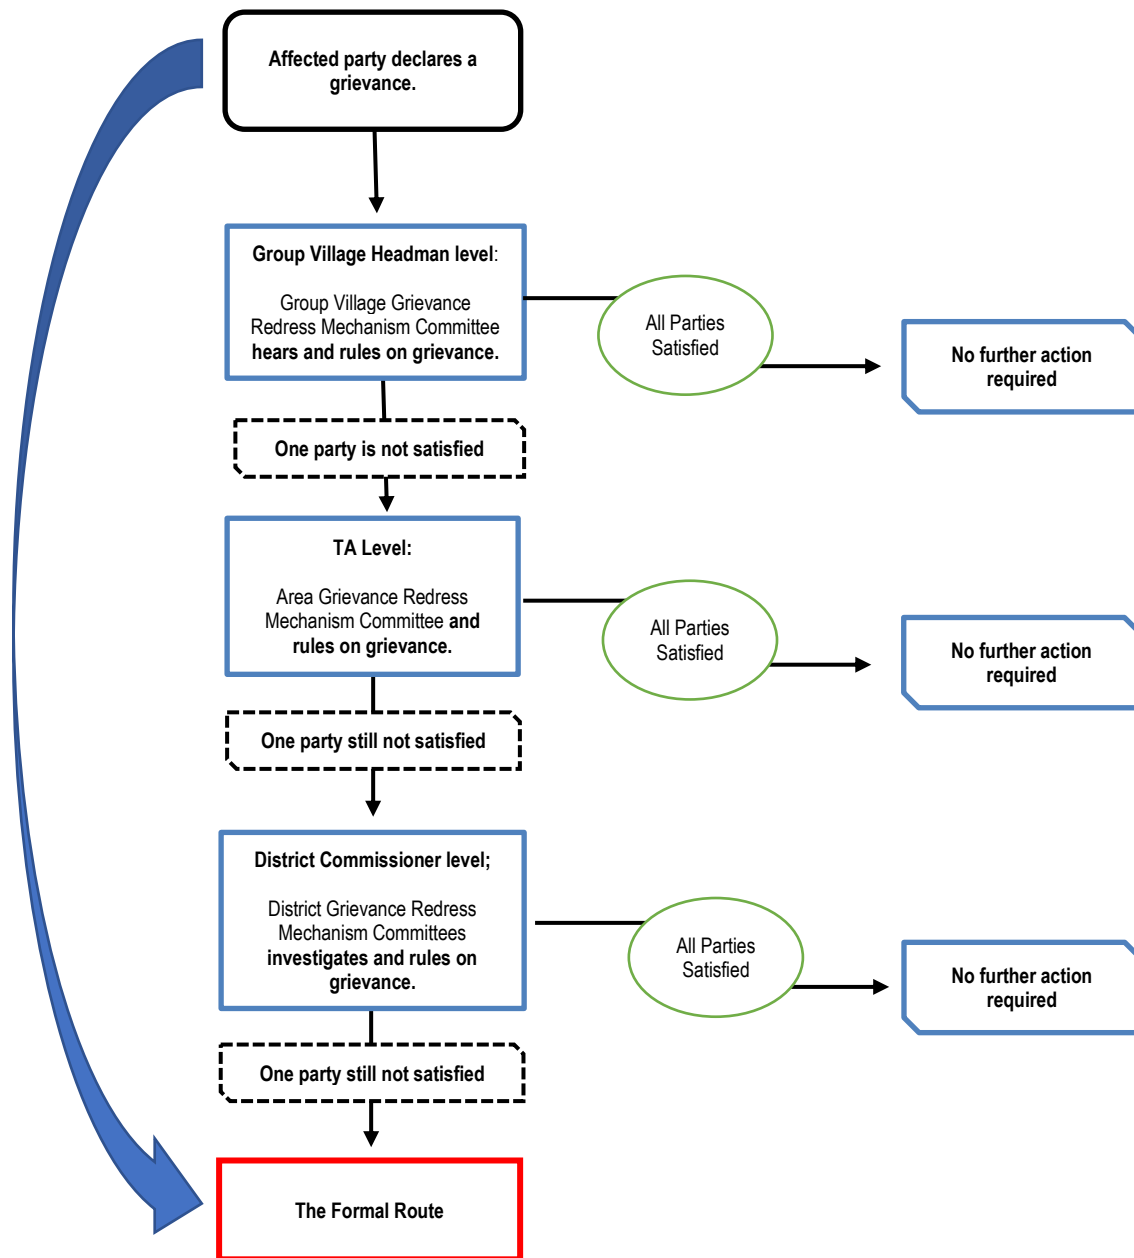 Affected party declares a
grievance.
Group Village Headman level:
Group Village Grievance
Redress Mechanism Committee
hears and rules on grievance.
All Parties
Satisfied
No further action
required
One party is not satisfied
TA Level:
Area Grievance Redress
Mechanism Committee and
rules on grievance.
All Parties
Satisfied
No further action
required
One party still not satisfied
District Commissioner level;
District Grievance Redress
Mechanism Committees
investigates and rules on
grievance.
All Parties
Satisfied
No further action
required
One party still not satisfied
The Formal Route